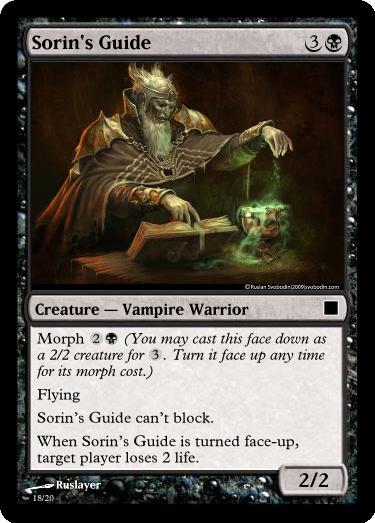 Sorin's Guide 3
©Ruslan Svobodin|2009|svobodin.com
Creature — Vampire Warrior
Morph 2 (You may cast this face down as
a 2/2 creature for 3. Turn it face up any time
for its morph cost.)
Flying
Sorin's Guide can't block.
When Sorin's Guide is turned face-up,
target player loses 2 life.
2/2
Ruslayer
18/20